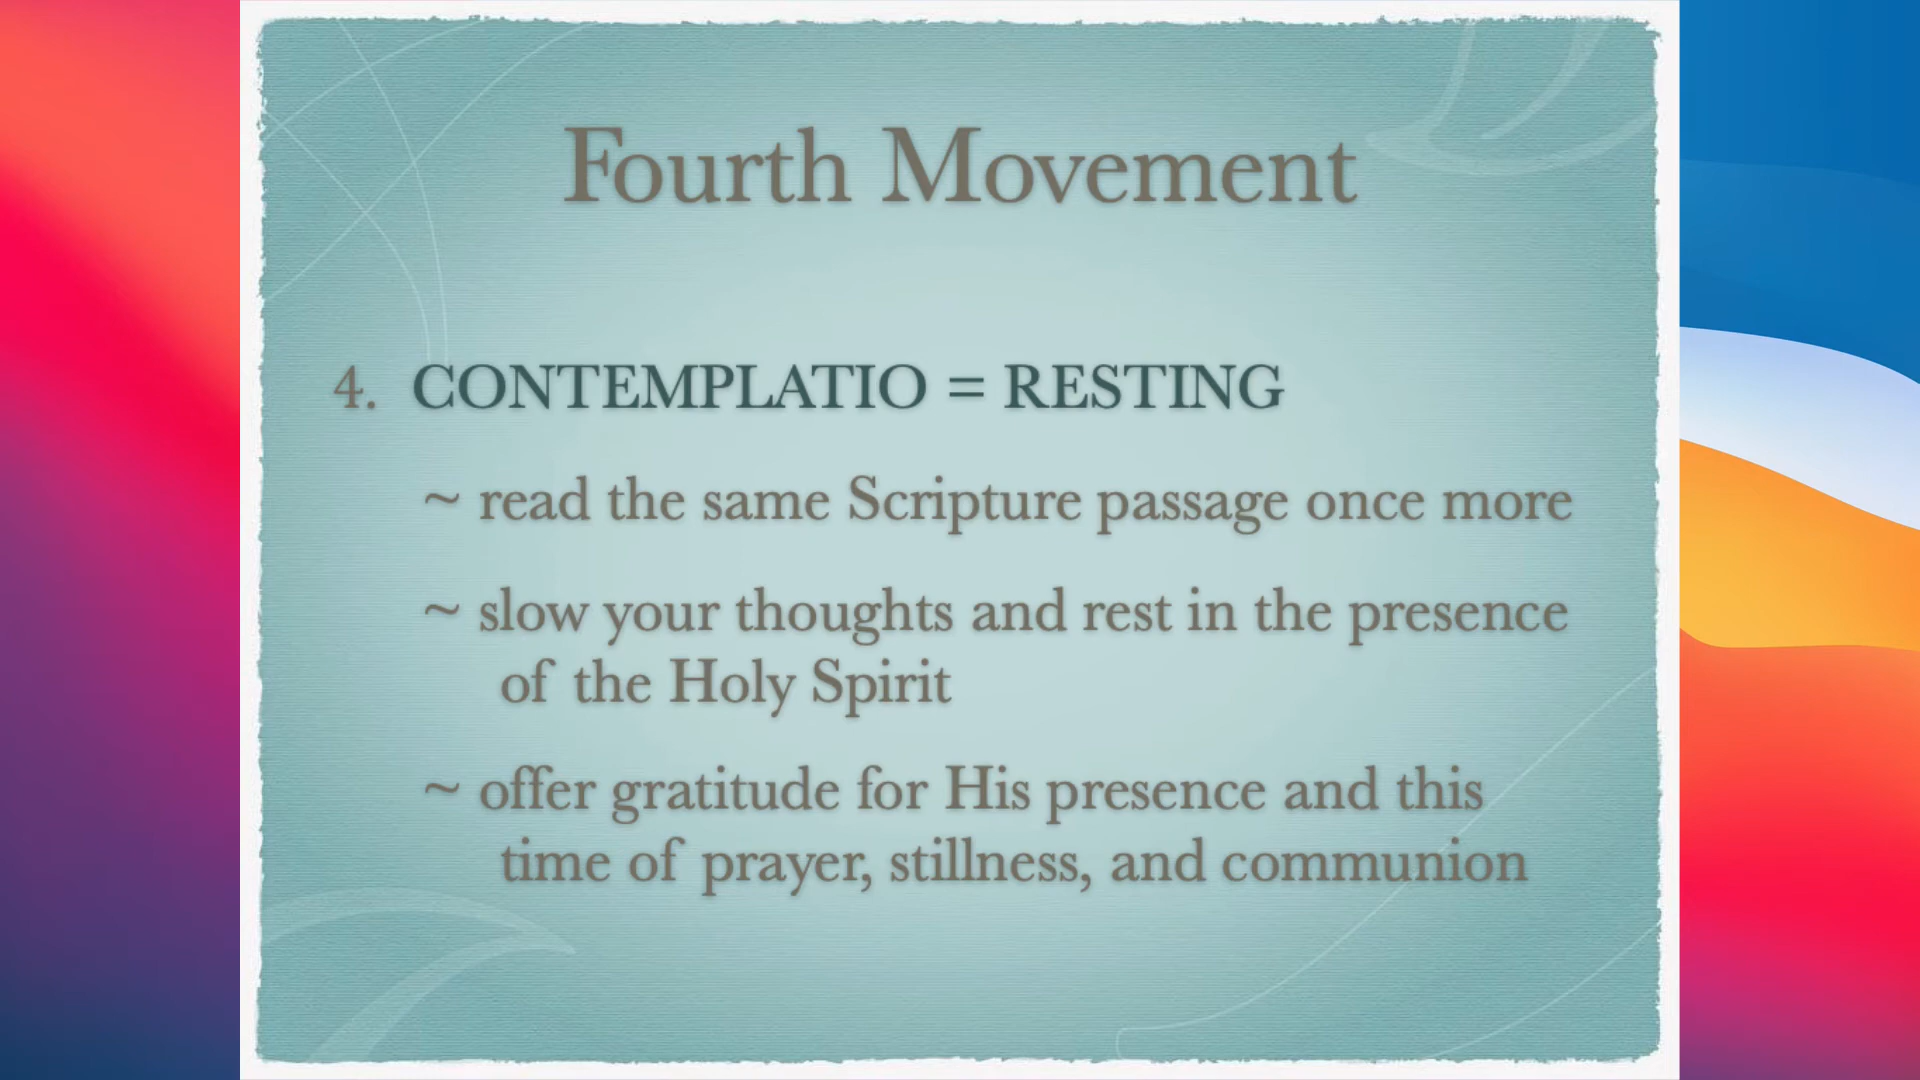 Fourth Movement
4. CONTEMPLATIO = RESTING
~ read the same Scripture passage once more
~ slow your thoughts and rest in the presence
of the Holy Spirit
~ offer gratitude for His presence and this
time of prayer, stillness, and communion